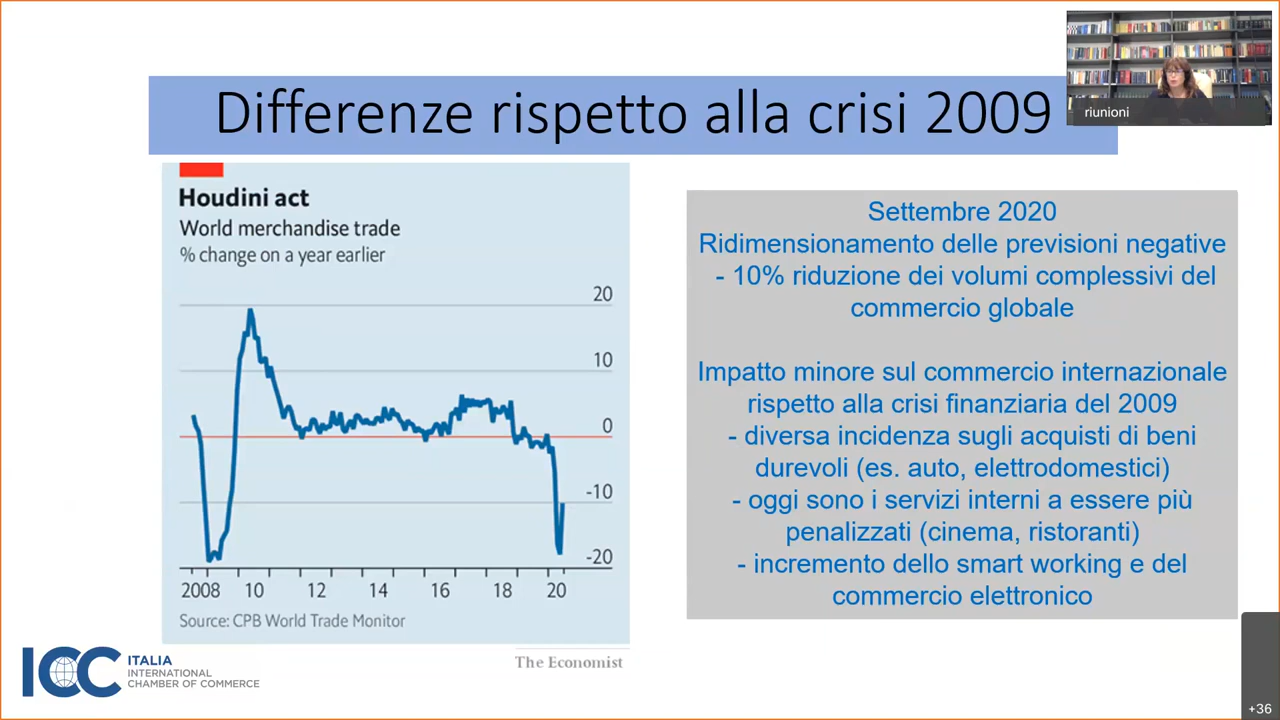 riunioni
Differenze rispetto alla crisi 2009
Houdini act
World merchandise trade
% change on a year earlier
20
10
0
-10
-20
2008 10 12 14 16 18 20
Source: CPB World Trade Monitor
The Economist
Settembre 2020
Ridimensionamento delle previsioni negative
- 10% riduzione dei volumi complessivi del
commercio globale
Impatto minore sul commercio internazionale
rispetto alla crisi finanziaria del 2009
- diversa incidenza sugli acquisti di beni
durevoli (es. auto, elettrodomestici)
- oggi sono i servizi interni a essere più
penalizzati (cinema, ristoranti)
- incremento dello smart working e del
commercio elettronico
ICC ITALIA
INTERNATIONAL
CHAMBER OF COMMERCE
+36